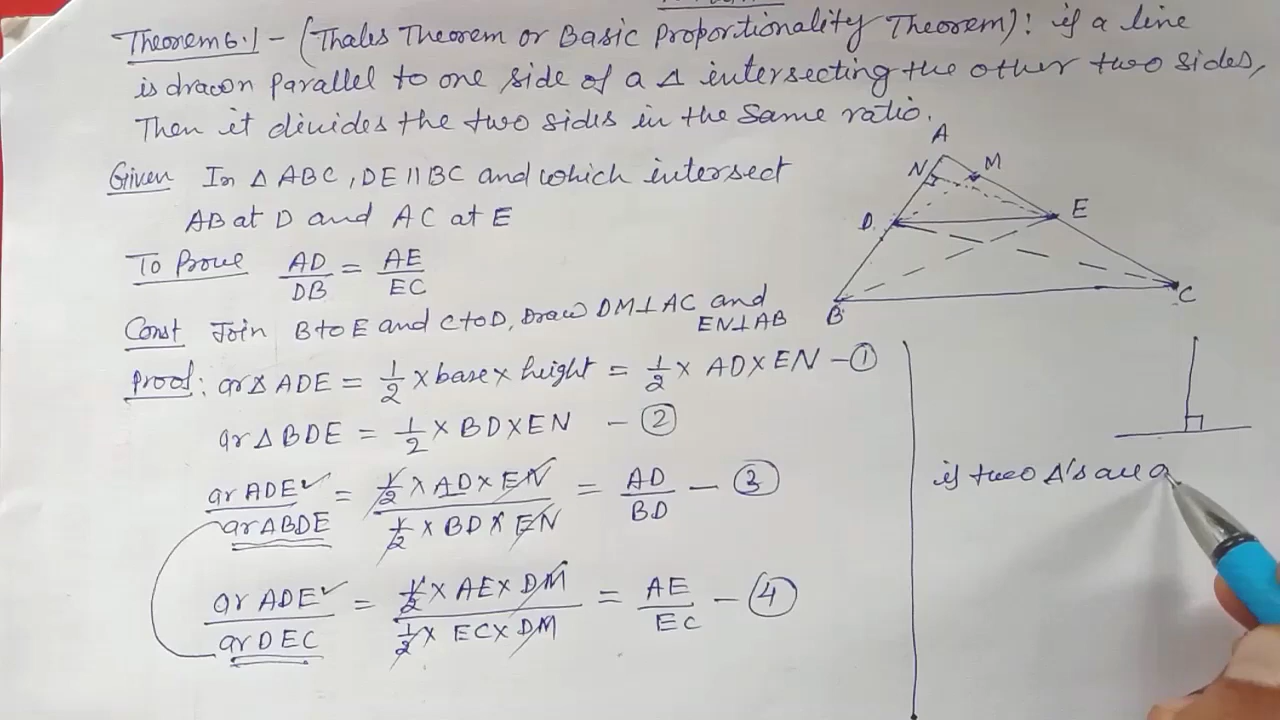 Theorem 6.1 - (Thales Theorem or Basic Proportionality Theorem): if a line
is drawn parallel to one side of a Δ intersecting the other two sides,
Then it divides the two sides in the same ratio.
Given In Δ ABC, DE || BC and which intersect
AB at D and AC at E
To Prove AD/DB = AE/EC
Const Join B to E and C to D, Draw DM ⊥ AC and
EN ⊥ AB
Proof: ar Δ ADE = 1/2 × base × height = 1/2 × AD × EN - ①
ar Δ BDE = 1/2 × BD × EN - ②
ar ADE ✓ / ar Δ BDE = 1/2 × AD × EN / 1/2 × BD × EN = AD/BD - ③
ar ADE ✓ / ar DEC = 1/2 × AE × DM / 1/2 × EC × DM = AE/EC - ④
A
N
M
D
E
B
C
if two Δ's are